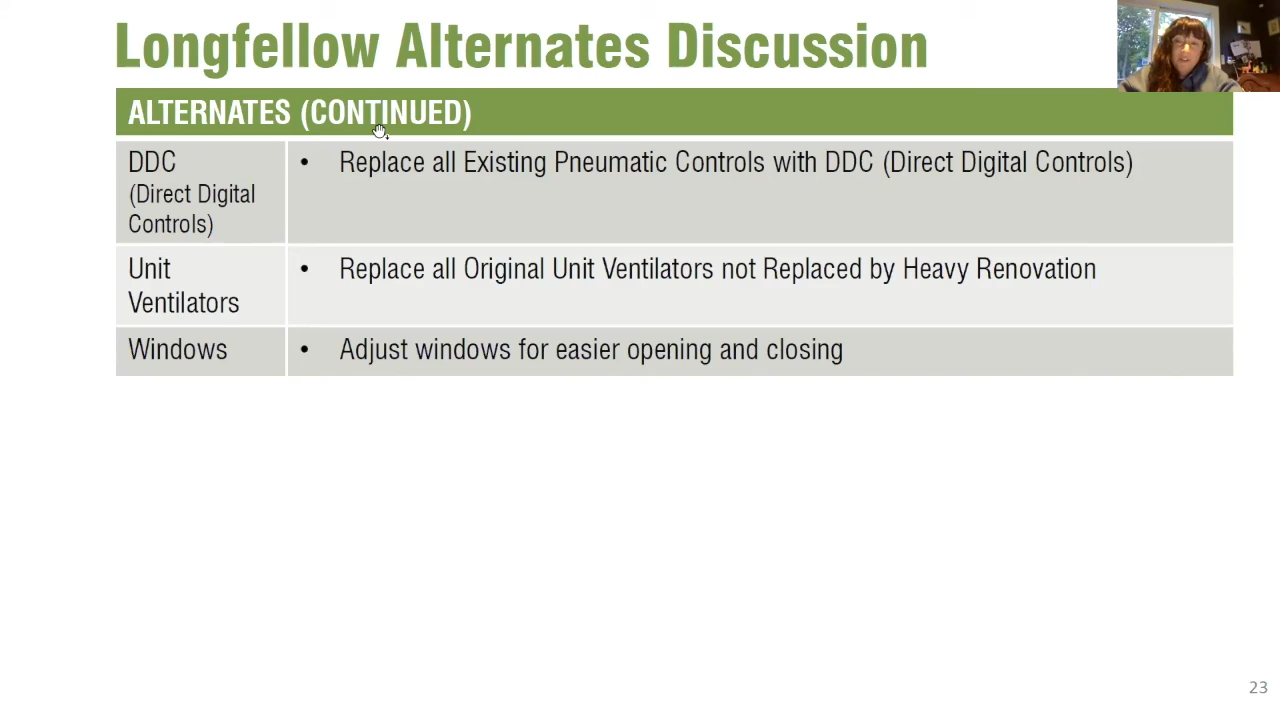 Longfellow Alternates Discussion
ALTERNATES (CONTINUED)
DDC
(Direct Digital
Controls)
• Replace all Existing Pneumatic Controls with DDC (Direct Digital Controls)
Unit
Ventilators
• Replace all Original Unit Ventilators not Replaced by Heavy Renovation
Windows
• Adjust windows for easier opening and closing
23